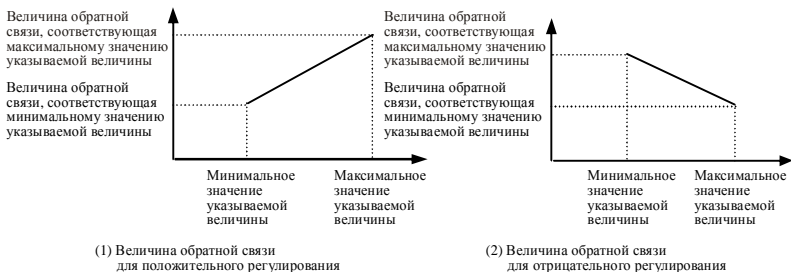 Величина обратной
связи, соответствующая
максимальному значению
указываемой величины
Величина обратной
связи, соответствующая
минимальному значению
указываемой величины
Минимальное
значение
указываемой
величины
Максимальное
значение
указываемой
величины
(1) Величина обратной связи
для положительного регулирования
Величина обратной
связи, соответствующая
максимальному значению
указываемой величины
Величина обратной
связи, соответствующая
минимальному значению
указываемой величины
Минимальное
значение
указываемой
величины
Максимальное
значение
указываемой
величины
(2) Величина обратной связи
для отрицательного регулирования